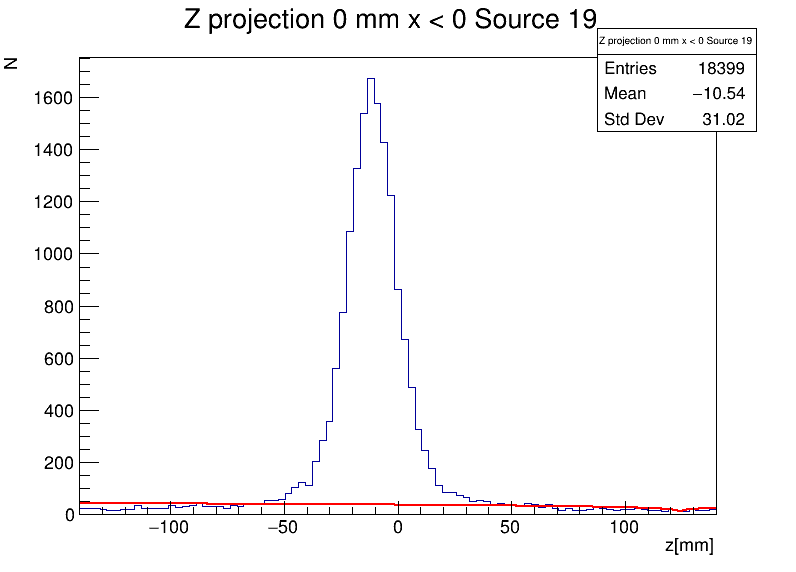 Z projection 0 mm x < 0 Source 19
Z projection 0 mm x < 0 Source 19
Entries 18399
Mean −10.54
Std Dev 31.02
N
1600
1400
1200
1000
800
600
400
200
0
−100 −50 0 50 100
z[mm]